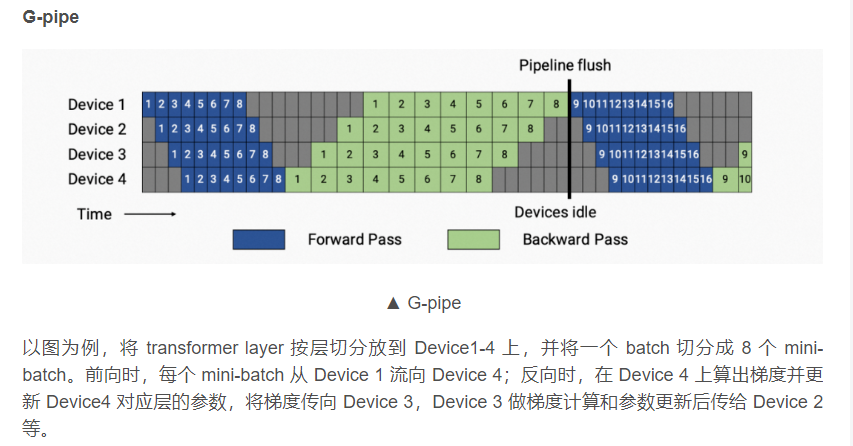 G-pipe
Pipeline flush
Device 1 1 2 3 4 5 6 7 8 1 2 3 4 5 6 7 8 9 10 11 12 13 14 15 16
Device 2 1 2 3 4 5 6 7 8 1 2 3 4 5 6 7 8 9 10 11 12 13 14 15 16
Device 3 1 2 3 4 5 6 7 8 1 2 3 4 5 6 7 8 9 10 11 12 13 14 15 16 9
Device 4 1 2 3 4 5 6 7 8 1 2 3 4 5 6 7 8 9 10 11 12 13 14 15 16 9 10
Time Devices idle
Forward Pass Backward Pass
▲ G-pipe
以图为例，将 transformer layer 按层切分放到 Device1-4 上，并将一个 batch 切分成 8 个 mini-
batch。前向时，每个 mini-batch 从 Device 1 流向 Device 4；反向时，在 Device 4 上算出梯度并更
新 Device4 对应层的参数，将梯度传向 Device 3，Device 3 做梯度计算和参数更新后传给 Device 2
等。